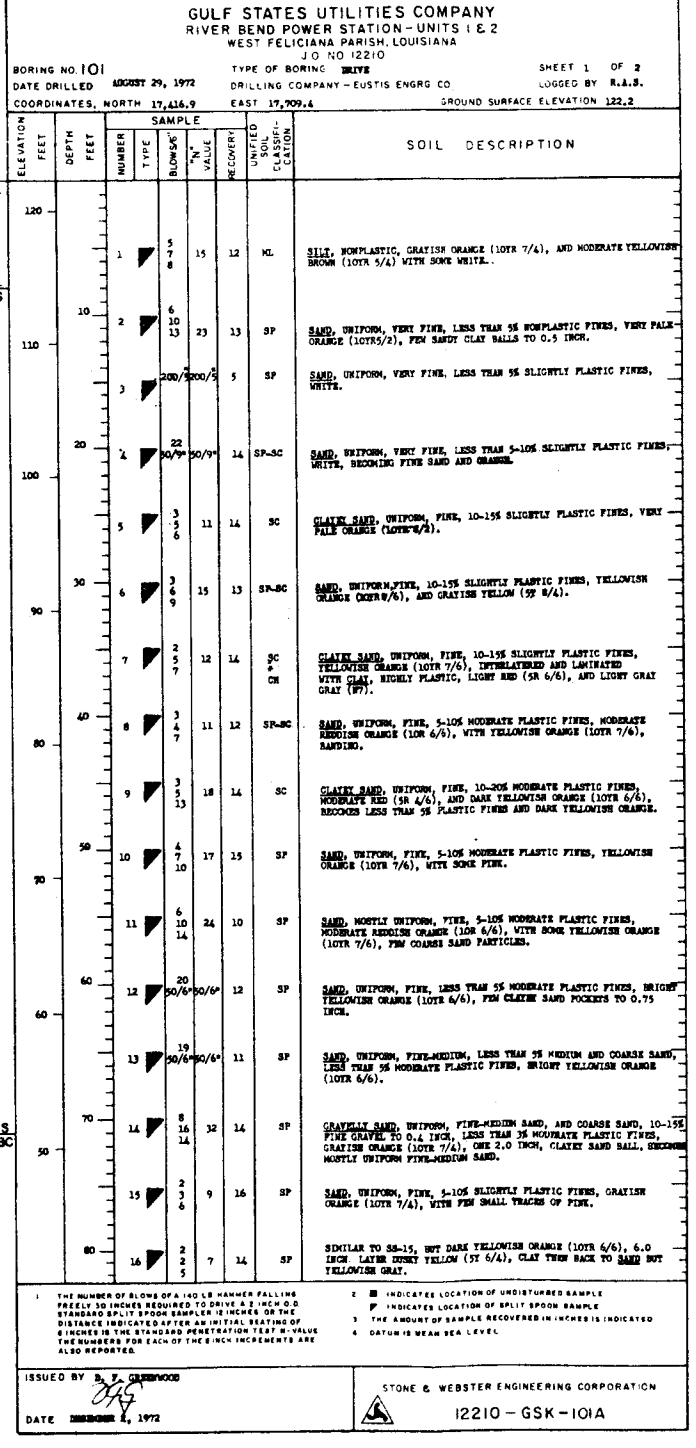 GULF STATES UTILITIES COMPANY
RIVER BEND POWER STATION-UNITS 1 & 2
WEST FELICIANA PARISH, LOUISIANA
J O NO 12210
BORING NO. 101 TYPE OF BORING DRIVE SHEET 1 OF 2
DATE DRILLED AUGUST 29, 1972 DRILLING COMPANY-EUSTIS ENGRG CO LOGGED BY R.A.S.
COORDINATES, NORTH 17,416.9 EAST 17,709.4 GROUND SURFACE ELEVATION 122.2
ELEVATION FEET DEPTH FEET SAMPLE NUMBER TYPE BLOWS/6" "N" VALUE RECOVERY UNIFIED SOIL CLASSIFI-CATION SOIL DESCRIPTION
120
1 5 7 8 15 12 ML SILT, NONPLASTIC, GRAYISH ORANGE (10YR 7/4), AND MODERATE YELLOWISH
BROWN (10YR 5/4) WITH SOME WHITE.
10
2 6 10 13 23 13 SP SAND, UNIFORM, VERY FINE, LESS THAN 5% NONPLASTIC FINES, VERY PALE
ORANGE (10YR5/2), FEW SANDY CLAY BALLS TO 0.5 INCH.
110
3 200/5" 200/5" 5 SP SAND, UNIFORM, VERY FINE, LESS THAN 5% SLIGHTLY PLASTIC FINES,
WHITE.
20
4 22 50/9" 50/9" 14 SP-SC SAND, UNIFORM, VERY FINE, LESS THAN 5-10% SLIGHTLY PLASTIC FINES,
WHITE, BECOMING FINE SAND AND ORANGE.
100
5 3 5 6 11 14 SC CLAYEY SAND, UNIFORM, FINE, 10-15% SLIGHTLY PLASTIC FINES, VERY
PALE ORANGE
30
6 3 6 9 15 13 SP-SC SAND, UNIFORM,FINE, 10-15% SLIGHTLY PLASTIC FINES, YELLOWISH
ORANGE AND GRAYISH YELLOW
90
7 2 5 7 12 14 SC + CH CLAYEY SAND, UNIFORM, FINE, 10-15% SLIGHTLY PLASTIC FINES,
YELLOWISH ORANGE (10YR 7/6), INTERLAYERED AND LAMINATED
WITH CLAY, HIGHLY PLASTIC, LIGHT RED (5R 6/6), AND LIGHT GRAY
GRAY (N7).
40
8 3 4 7 11 12 SP-SC SAND, UNIFORM, FINE, 5-10% MODERATE PLASTIC FINES, MODERATE
REDDISH ORANGE (10R 6/6), WITH YELLOWISH ORANGE (10YR 7/6),
BANDING.
80
9 3 5 13 18 14 SC CLAYEY SAND, UNIFORM, FINE, 10-20% MODERATE PLASTIC FINES,
MODERATE RED (5R 4/6), AND DARK YELLOWISH ORANGE (10YR 6/6),
BECOMES LESS THAN 5% PLASTIC FINES AND DARK YELLOWISH ORANGE.
50
10 4 7 10 17 15 SP SAND, UNIFORM, FINE, 5-10% MODERATE PLASTIC FINES, YELLOWISH
ORANGE (10YR 7/6), WITH SOME PINK.
70
11 6 10 14 24 10 SP SAND, MOSTLY UNIFORM, FINE, 5-10% MODERATE PLASTIC FINES,
MODERATE REDDISH ORANGE (10R 6/6), WITH SOME YELLOWISH ORANGE
(10YR 7/6), FEW COARSE SAND PARTICLES.
60
12 20 50/6" 50/6" 12 SP SAND, UNIFORM, FINE, LESS THAN 5% MODERATE PLASTIC FINES, BRIGHT
YELLOWISH ORANGE (10YR 6/6), FEW CLAYEY SAND POCKETS TO 0.75
INCH.
60
13 19 50/6" 50/6" 11 SP SAND, UNIFORM, FINE-MEDIUM, LESS THAN 5% MEDIUM AND COARSE SAND,
LESS THAN 5% MODERATE PLASTIC FINES, BRIGHT YELLOWISH ORANGE
(10YR 6/6).
70
14 8 16 14 32 14 SP GRAVELLY SAND, UNIFORM, FINE-MEDIUM SAND, AND COARSE SAND, 10-15%
FINE GRAVEL TO 0.4 INCH, LESS THAN 3% MODERATE PLASTIC FINES,
GRAYISH ORANGE (10YR 7/4), ONE 2.0 INCH, CLAYEY SAND BALL, BECOMES
MOSTLY UNIFORM FINE-MEDIUM SAND.
S
SC
50
15 2 3 6 9 16 SP SAND, UNIFORM, FINE, 5-10% SLIGHTLY PLASTIC FINES, GRAYISH
ORANGE (10YR 7/4), WITH FEW SMALL TRACES OF PINK.
80
16 2 2 5 7 14 SP SIMILAR TO SS-15, BUT DARK YELLOWISH ORANGE (10YR 6/6), 6.0
INCH LAYER DUSKY YELLOW (5Y 6/4), CLAY THEN BACK TO SAND BUT
YELLOWISH GRAY.
1 THE NUMBER OF BLOWS OF A 140 LB HAMMER FALLING
FREELY 30 INCHES REQUIRED TO DRIVE A 2 INCH O.D.
STANDARD SPLIT SPOON SAMPLER 12 INCHES OR THE
DISTANCE INDICATED AFTER AN INITIAL SEATING OF
6 INCHES IS THE STANDARD PENETRATION TEST N-VALUE
THE NUMBERS FOR EACH OF THE 6 INCH INCREMENTS ARE
ALSO REPORTED.
2 INDICATES LOCATION OF UNDISTURBED SAMPLE
INDICATES LOCATION OF SPLIT SPOON SAMPLE
3 THE AMOUNT OF SAMPLE RECOVERED IN INCHES IS INDICATED
4 DATUM IS MEAN SEA LEVEL
ISSUED BY B. F. GREENWOOD
DATE DECEMBER 1972
STONE & WEBSTER ENGINEERING CORPORATION
12210-GSK-101A